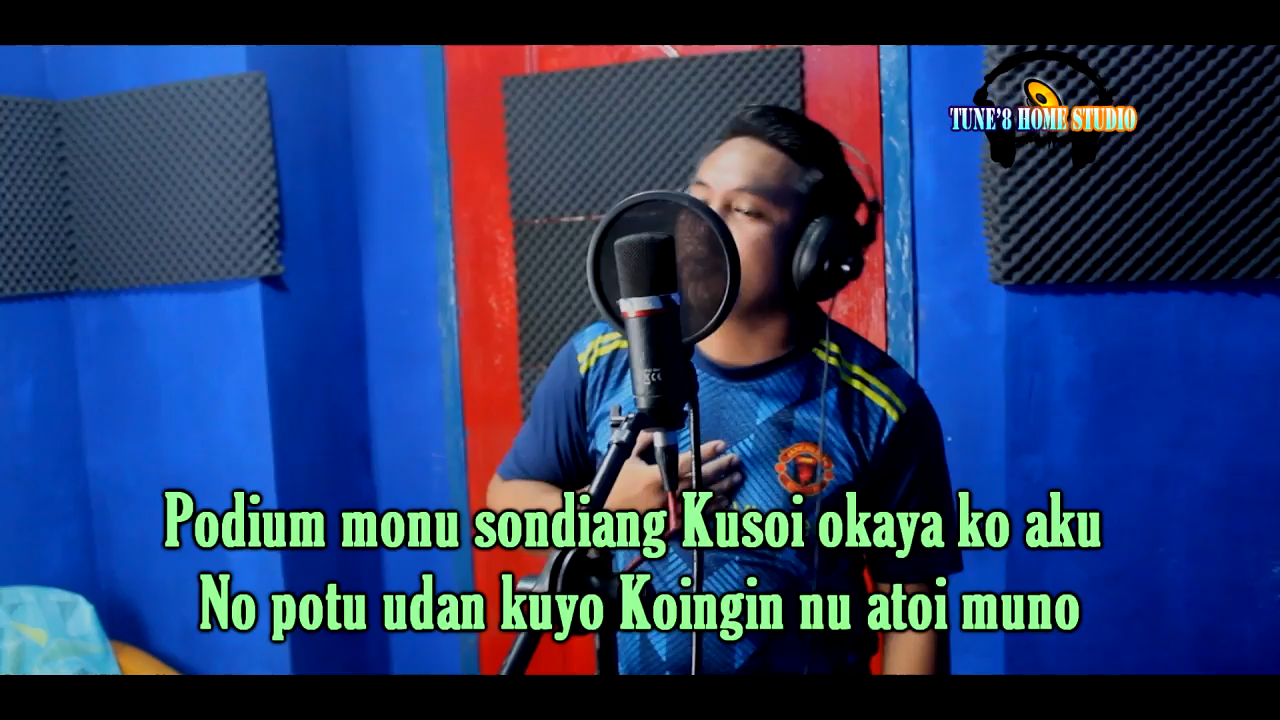 TUNE'8 HOME STUDIO
Podium monu sondiang Kusoi okaya ko aku
No potu udan kuyo Koingin nu atoi muno